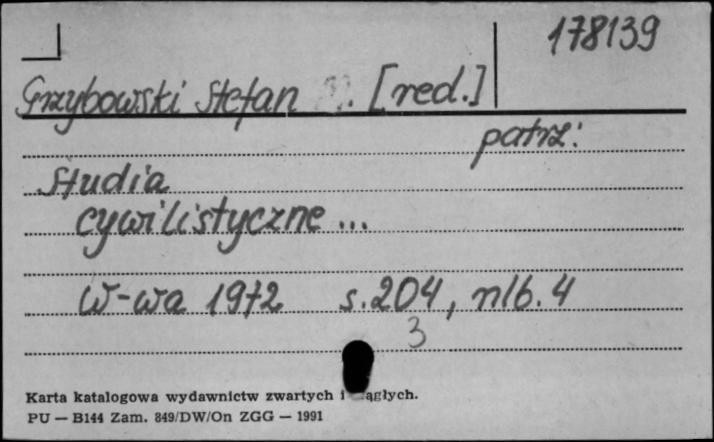 178139
Grzybowski Stefan . [red.]
patrz:
Studia
cywilistyczne ...
W-wa 1972 s. 204, nlb. 4
3
Karta katalogowa wydawnictw zwartych i ągłych.
PU — B144 Zam. 849/DW/On ZGG — 1991